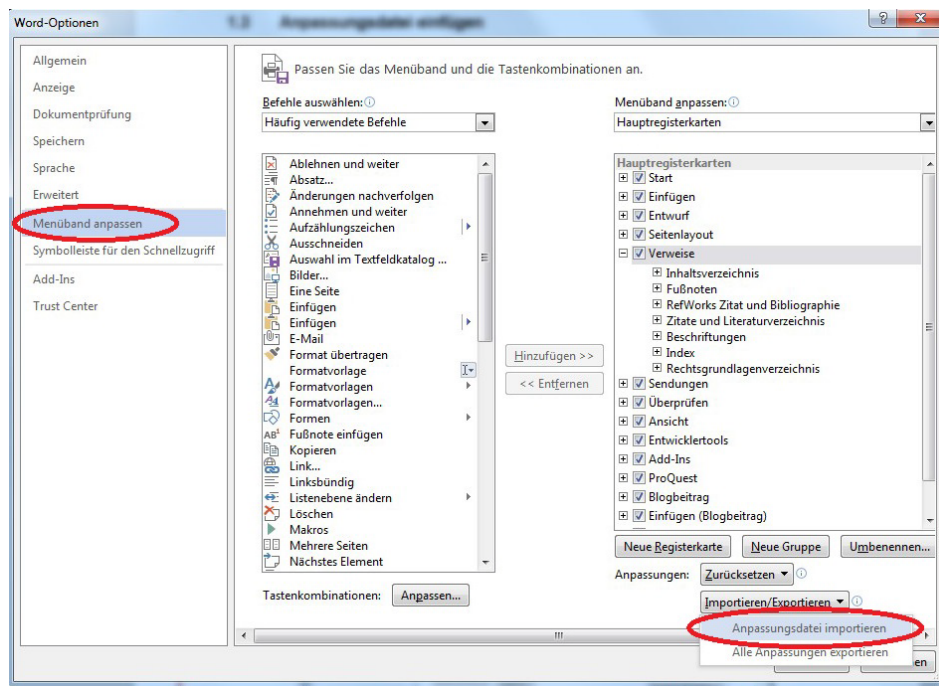 Word-Optionen
1.3 Anpassungsdatei einfügen
Allgemein
Anzeige
Dokumentprüfung
Speichern
Sprache
Erweitert
Menüband anpassen
Symbolleiste für den Schnellzugriff
Add-Ins
Trust Center
Passen Sie das Menüband und die Tastenkombinationen an.
Befehle auswählen:
Häufig verwendete Befehle
Ablehnen und weiter
Absatz...
Änderungen nachverfolgen
Annehmen und weiter
Aufzählungszeichen
Ausschneiden
Auswahl im Textfeldkatalog ...
Bilder...
Eine Seite
Einfügen
Einfügen
E-Mail
Format übertragen
Formatvorlage
Formatvorlagen
Formatvorlagen...
Formen
Fußnote einfügen
Kopieren
Link...
Linksbündig
Listenebene ändern
Löschen
Makros
Mehrere Seiten
Nächstes Element
Tastenkombinationen: Anpassen...
Hinzufügen >>
<< Entfernen
Menüband anpassen:
Hauptregisterkarten
Hauptregisterkarten
Start
Einfügen
Entwurf
Seitenlayout
Verweise
Inhaltsverzeichnis
Fußnoten
RefWorks Zitat und Bibliographie
Zitate und Literaturverzeichnis
Beschriftungen
Index
Rechtsgrundlagenverzeichnis
Sendungen
Überprüfen
Ansicht
Entwicklertools
Add-Ins
ProQuest
Blogbeitrag
Einfügen (Blogbeitrag)
Neue Registerkarte Neue Gruppe Umbenennen...
Anpassungen: Zurücksetzen
Importieren/Exportieren
Anpassungsdatei importieren
Alle Anpassungen exportieren